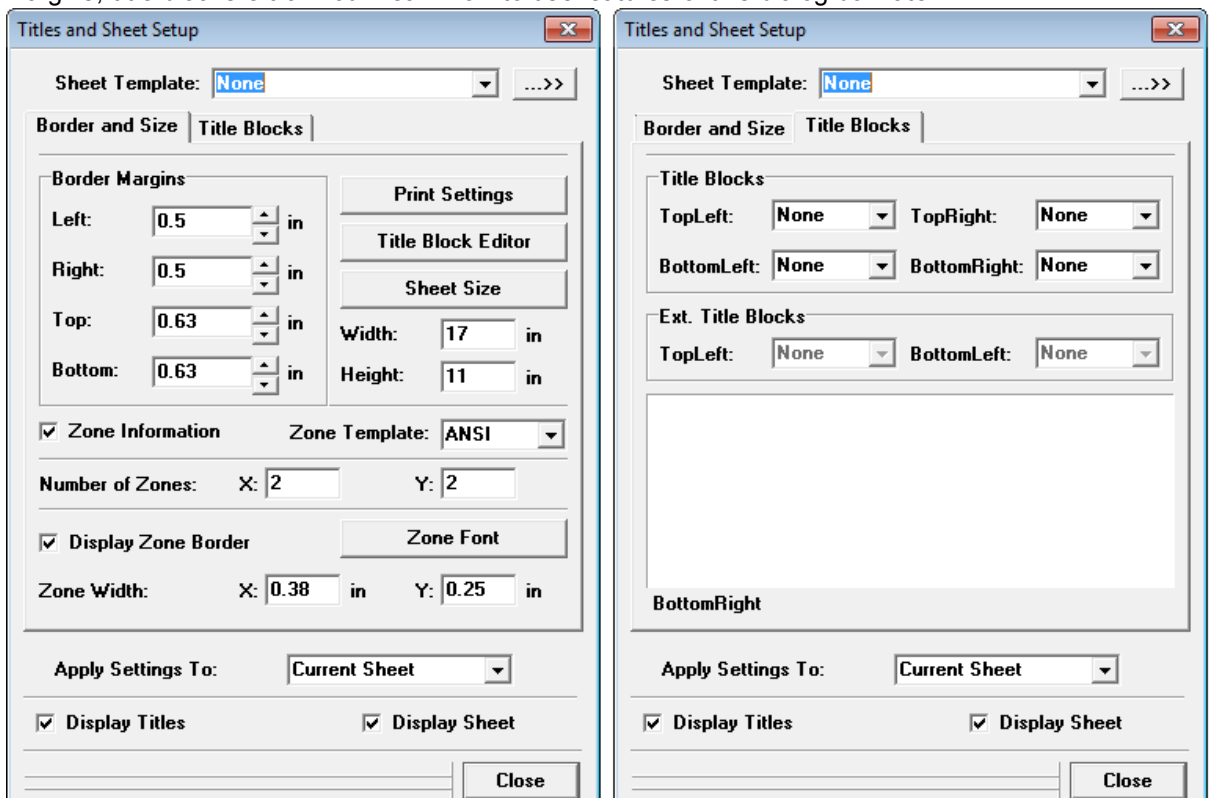 Titles and Sheet Setup
Sheet Template: None ...>>
Border and Size Title Blocks
Border Margins
Left: 0.5 in
Right: 0.5 in
Top: 0.63 in
Bottom: 0.63 in
Print Settings
Title Block Editor
Sheet Size
Width: 17 in
Height: 11 in
Zone Information Zone Template: ANSI
Number of Zones: X: 2 Y: 2
Display Zone Border Zone Font
Zone Width: X: 0.38 in Y: 0.25 in
Apply Settings To: Current Sheet
Display Titles Display Sheet
Close
Titles and Sheet Setup
Sheet Template: None ...>>
Border and Size Title Blocks
Title Blocks
TopLeft: None TopRight: None
BottomLeft: None BottomRight: None
Ext. Title Blocks
TopLeft: None BottomLeft: None
BottomRight
Apply Settings To: Current Sheet
Display Titles Display Sheet
Close